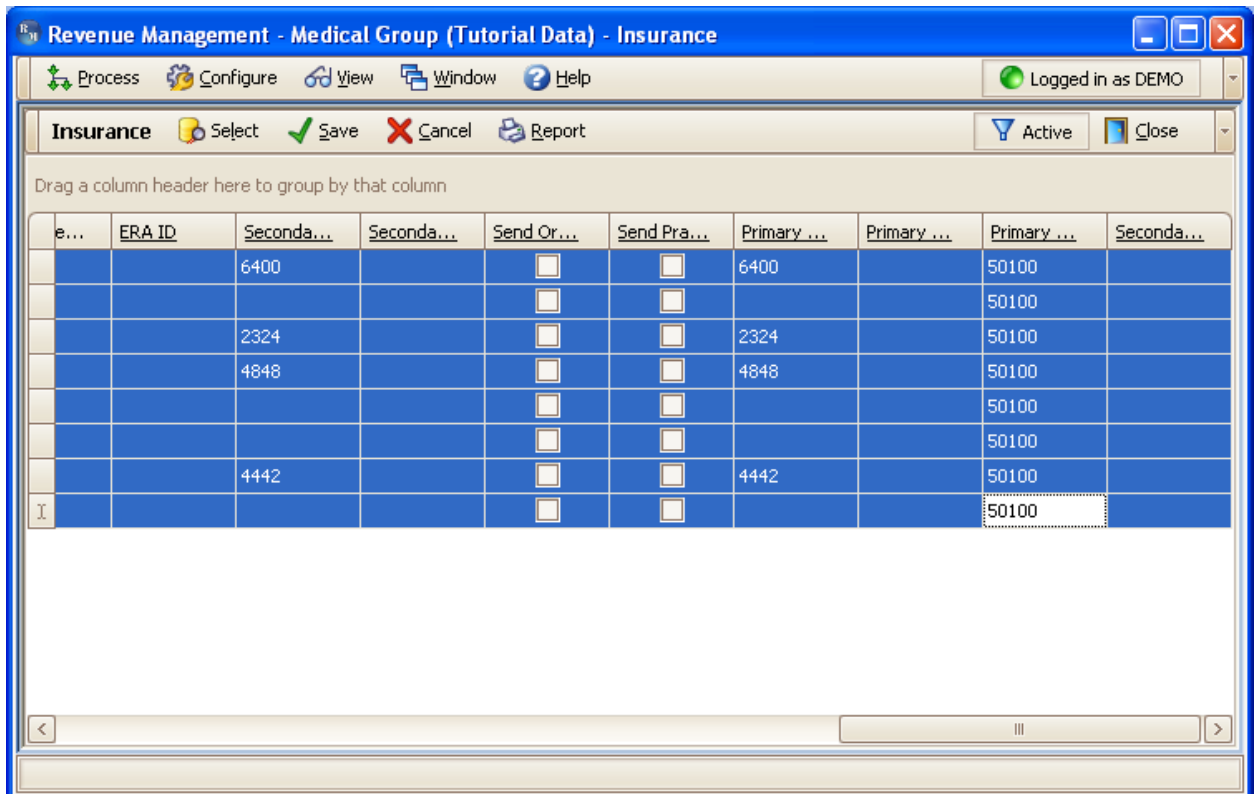 Revenue Management - Medical Group (Tutorial Data) - Insurance
Process Configure View Window Help Logged in as DEMO
Insurance Select Save Cancel Report Active Close
Drag a column header here to group by that column
e... ERA ID Seconda... Seconda... Send Or... Send Pra... Primary ... Primary ... Primary ... Seconda...
6400 6400 50100
50100
2324 2324 50100
4848 4848 50100
50100
50100
4442 4442 50100
50100